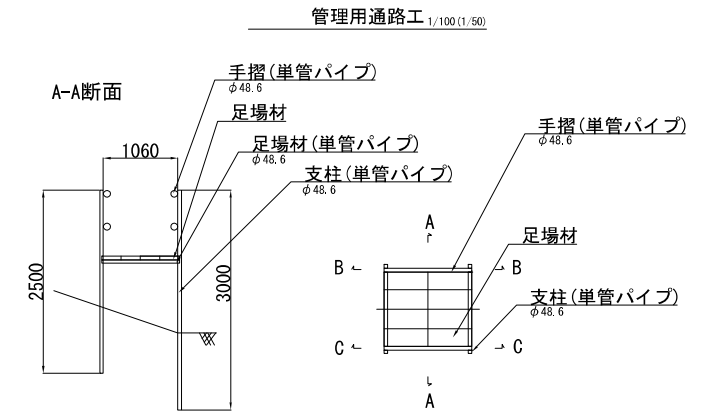 管理用通路工 1/100(1/50)
A-A断面
手摺(単管パイプ)
φ48.6
足場材
足場材(単管パイプ)
φ48.6
支柱(単管パイプ)
φ48.6
1060
2500
3000
手摺(単管パイプ)
φ48.6
足場材
支柱(単管パイプ)
φ48.6
A
B
B
C
C
A